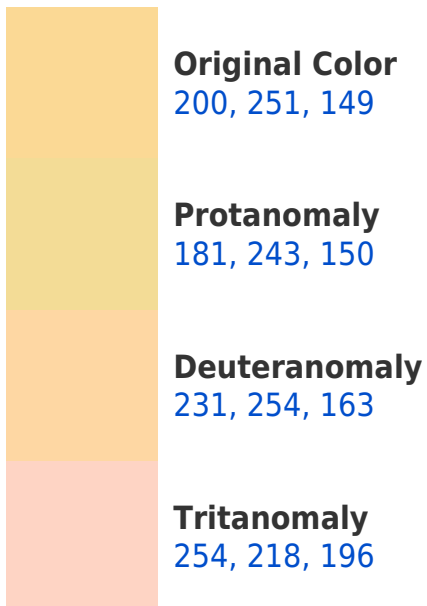 Original Color
200, 251, 149
Protanomaly
181, 243, 150
Deuteranomaly
231, 254, 163
Tritanomaly
254, 218, 196